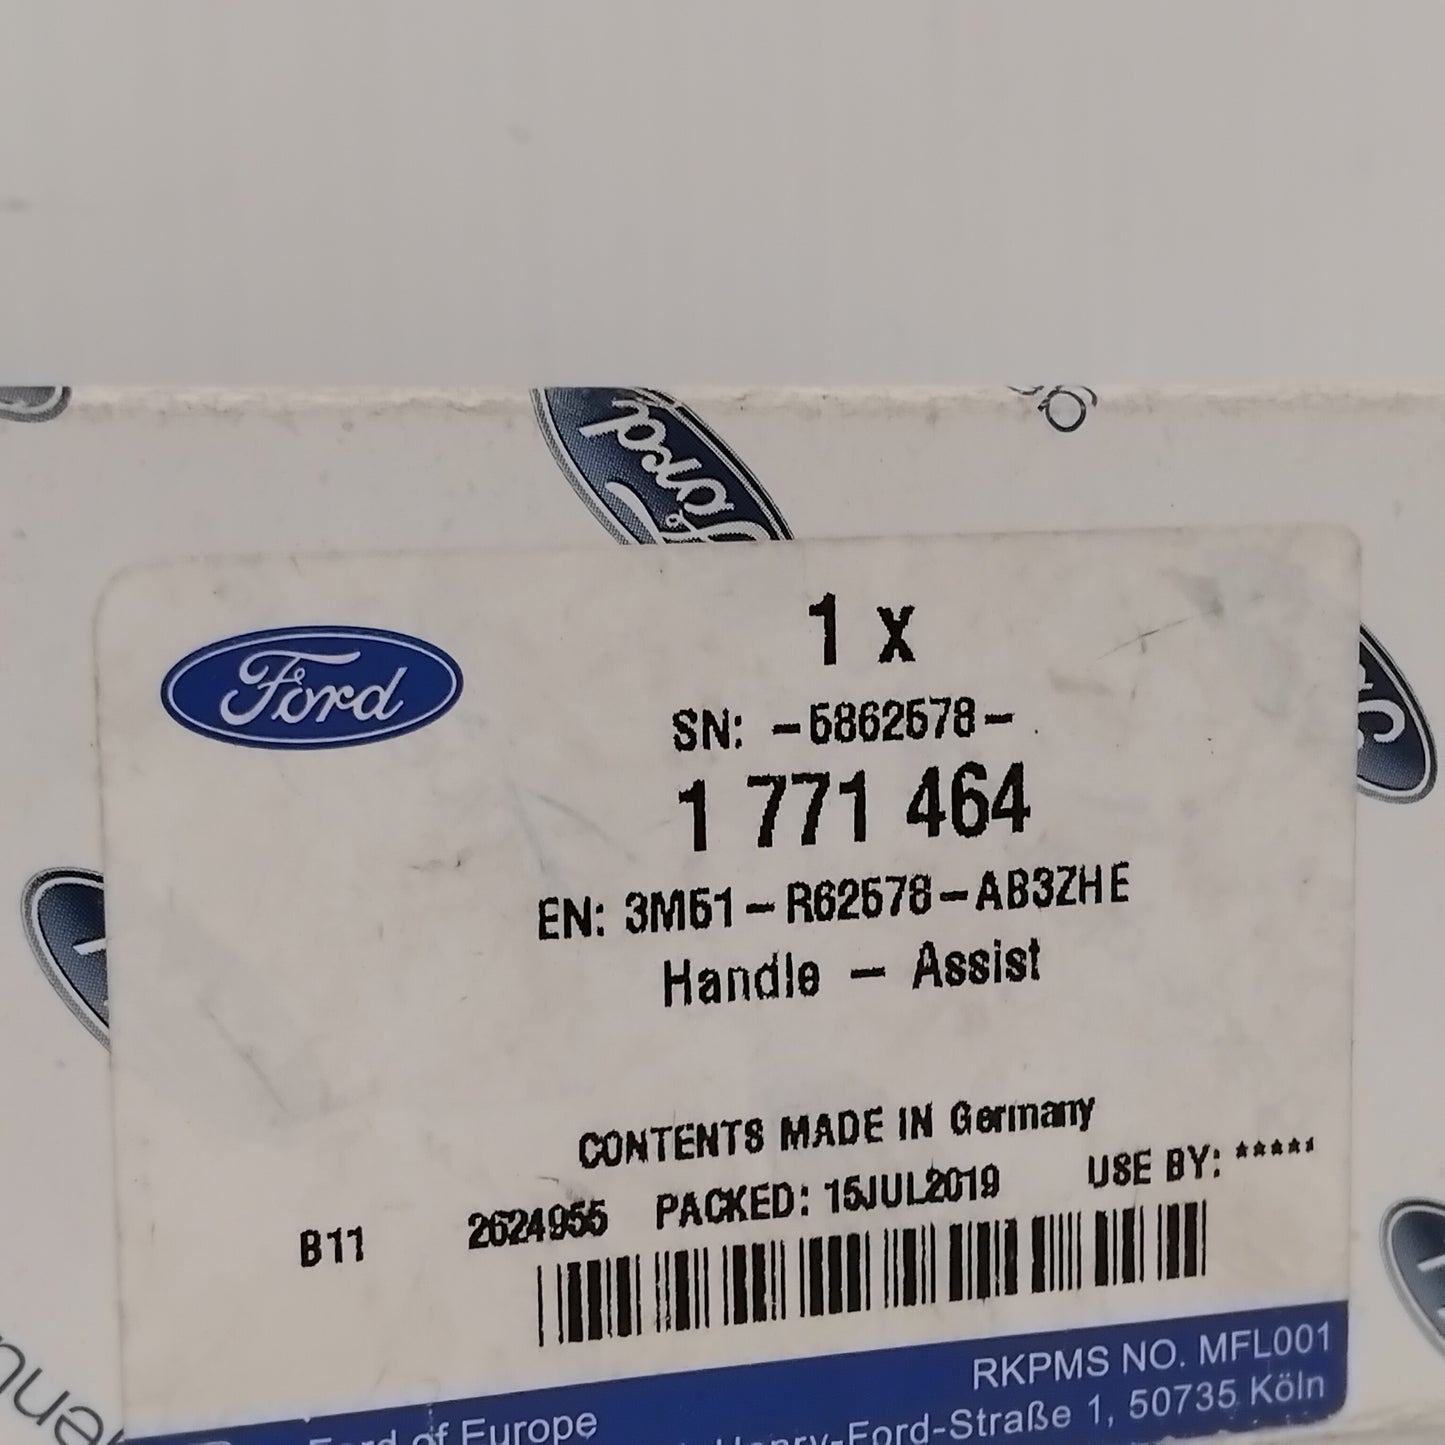 Ford
Ford
1 x
SN: -5862578-
1 771 464
EN: 3M51-R62578-AB3ZHE
Handle - Assist
CONTENTS MADE IN Germany
B11 2624955 PACKED: 15JUL2019 USE BY: *****
RKPMS NO. MFL001
Ford of Europe Henry-Ford-Straße 1, 50735 Köln